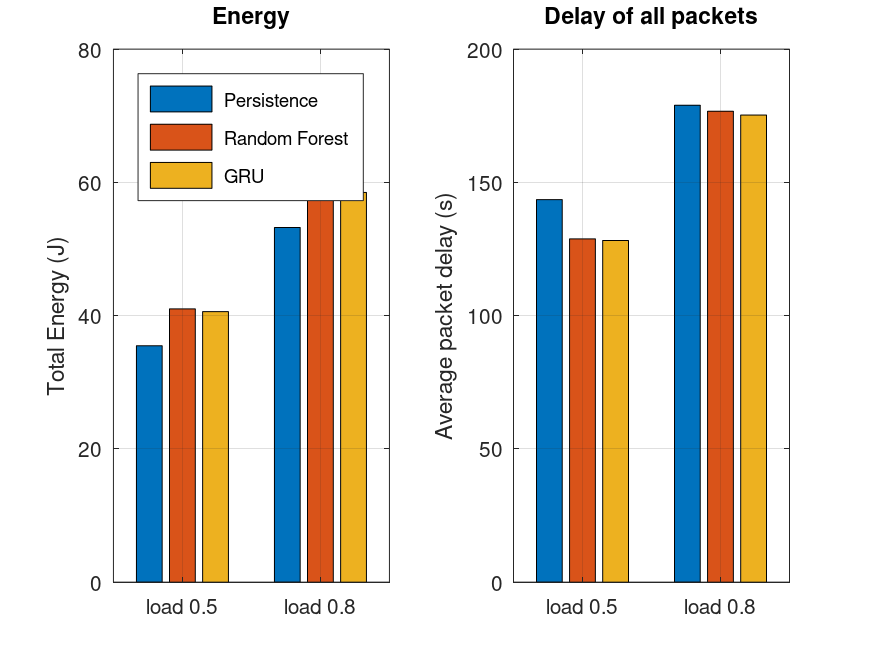 Energy
80
60
40
20
0
Total Energy (J)
Persistence
Random Forest
GRU
load 0.5
load 0.8
Delay of all packets
200
150
100
50
0
Average packet delay (s)
load 0.5
load 0.8